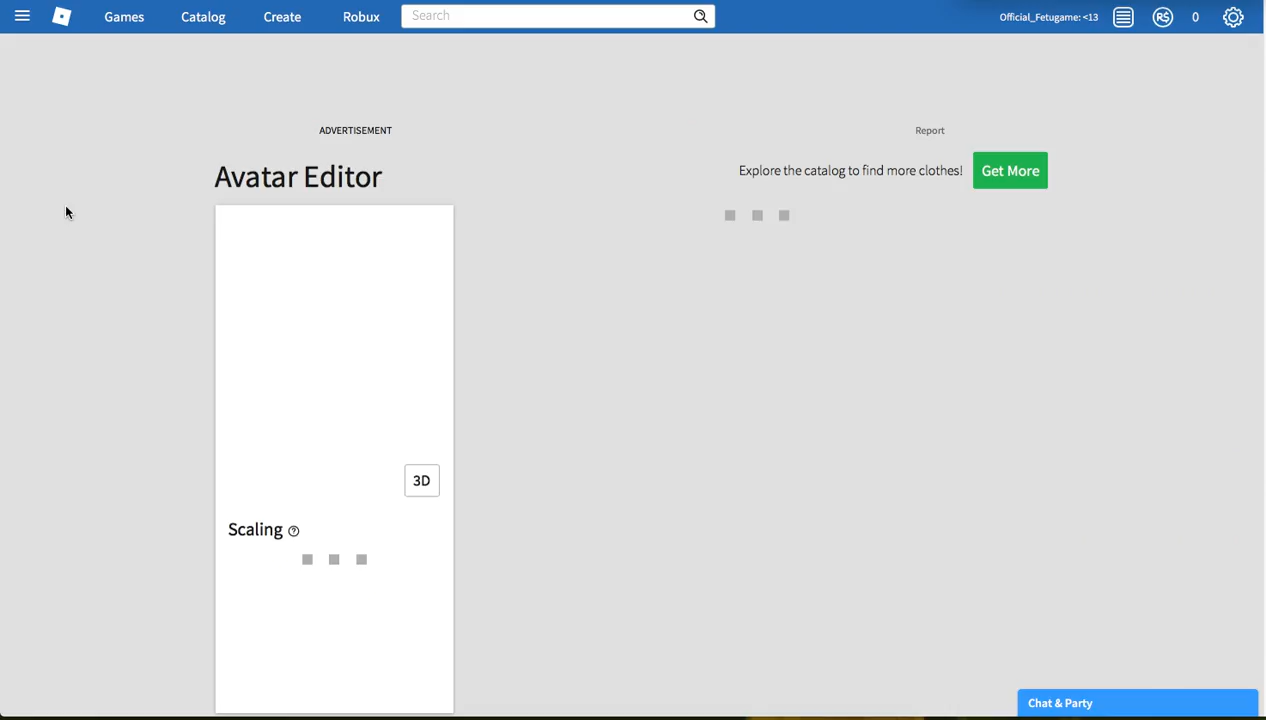 Games Catalog Create Robux Search Official_Fetugame: <13 R$ 0
ADVERTISEMENT Report
Avatar Editor Explore the catalog to find more clothes! Get More
3D
Scaling ?
Chat & Party